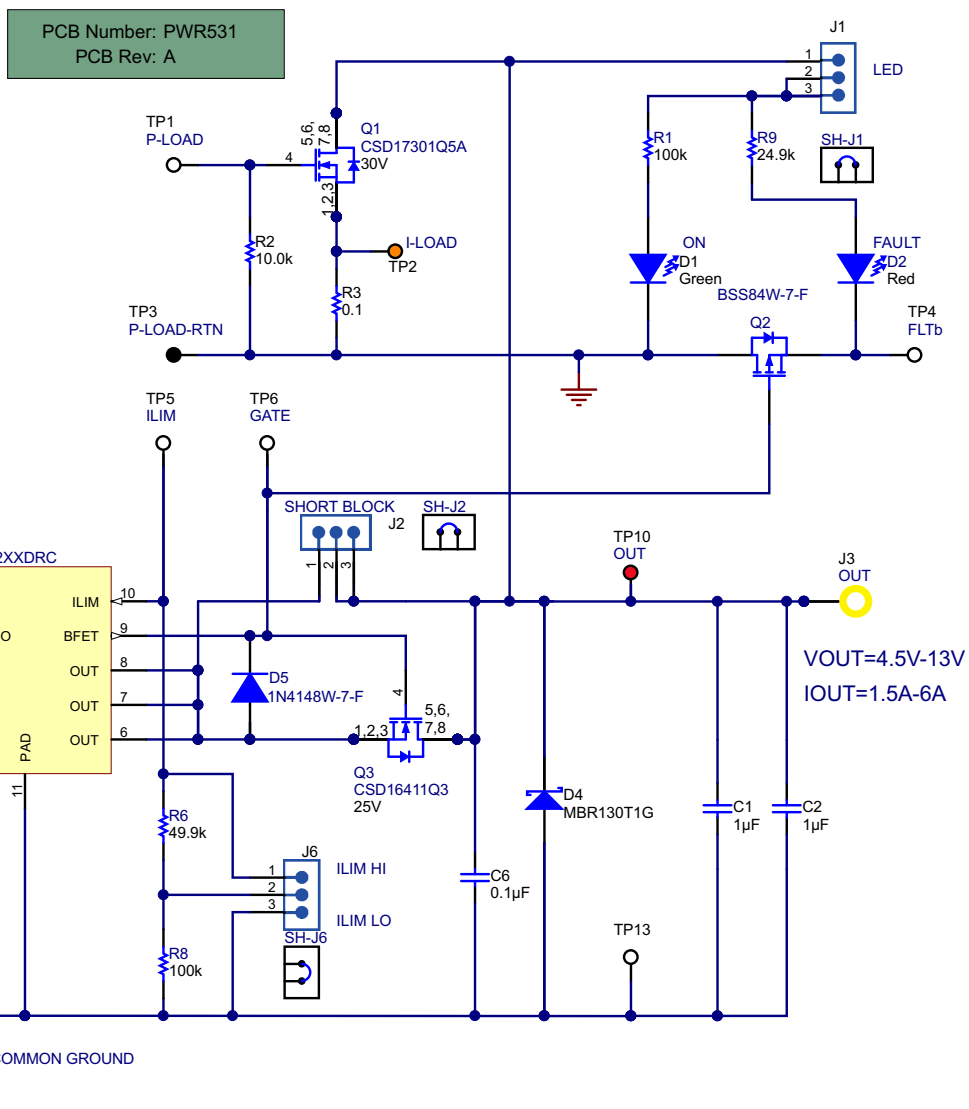 PCB Number: PWR531
PCB Rev: A
J1
1
2
3
LED
TP1
P-LOAD
5,6,
7,8
Q1
CSD17301Q5A
30V
4
1,2,3
R1
100k
R9
24.9k
SH-J1
R2
10.0k
I-LOAD
TP2
ON
D1
Green
FAULT
D2
Red
R3
0.1
BSS84W-7-F
TP3
P-LOAD-RTN
Q2
TP4
FLTb
TP5
ILIM
TP6
GATE
SHORT BLOCK
J2
SH-J2
1
2
3
TP10
OUT
J3
OUT
2XXDRC
ILIM
10
O
BFET
9
OUT
8
OUT
7
OUT
6
PAD
11
D5
1N4148W-7-F
4
5,6,
7,8
1,2,3
Q3
CSD16411Q3
25V
VOUT=4.5V-13V
IOUT=1.5A-6A
D4
MBR130T1G
C1
1µF
C2
1µF
R6
49.9k
J6
1
2
3
ILIM HI
ILIM LO
SH-J6
C6
0.1µF
R8
100k
TP13
COMMON GROUND